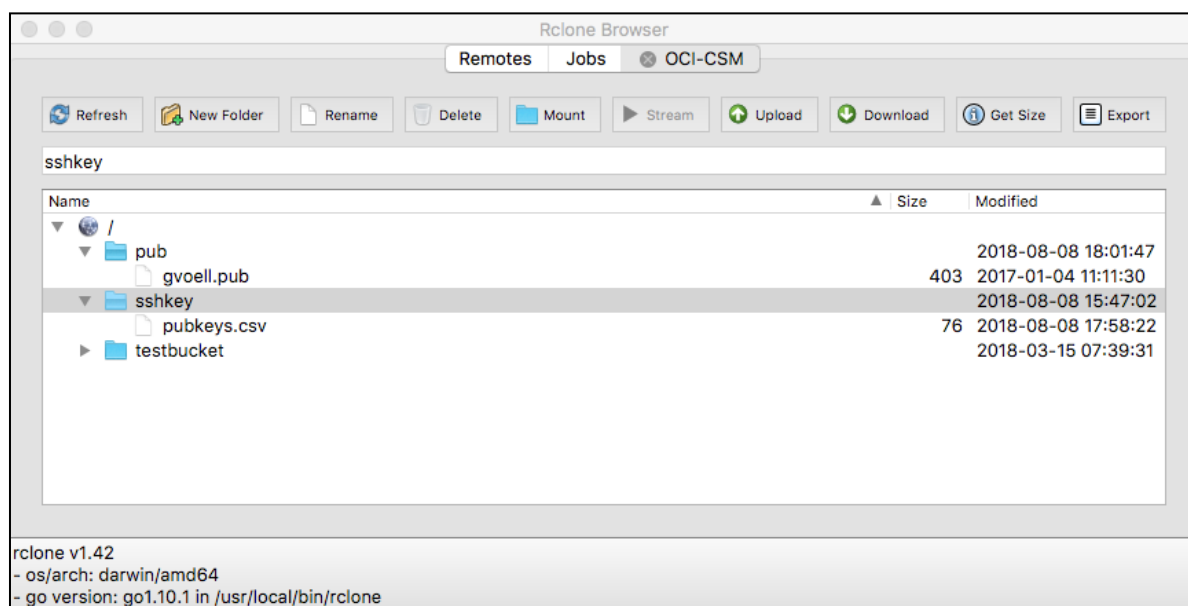 Rclone Browser
Remotes Jobs OCI-CSM
Refresh New Folder Rename Delete Mount Stream Upload Download Get Size Export
sshkey
Name Size Modified
/
pub 2018-08-08 18:01:47
gvoell.pub 403 2017-01-04 11:11:30
sshkey 2018-08-08 15:47:02
pubkeys.csv 76 2018-08-08 17:58:22
testbucket 2018-03-15 07:39:31
rclone v1.42
- os/arch: darwin/amd64
- go version: go1.10.1 in /usr/local/bin/rclone